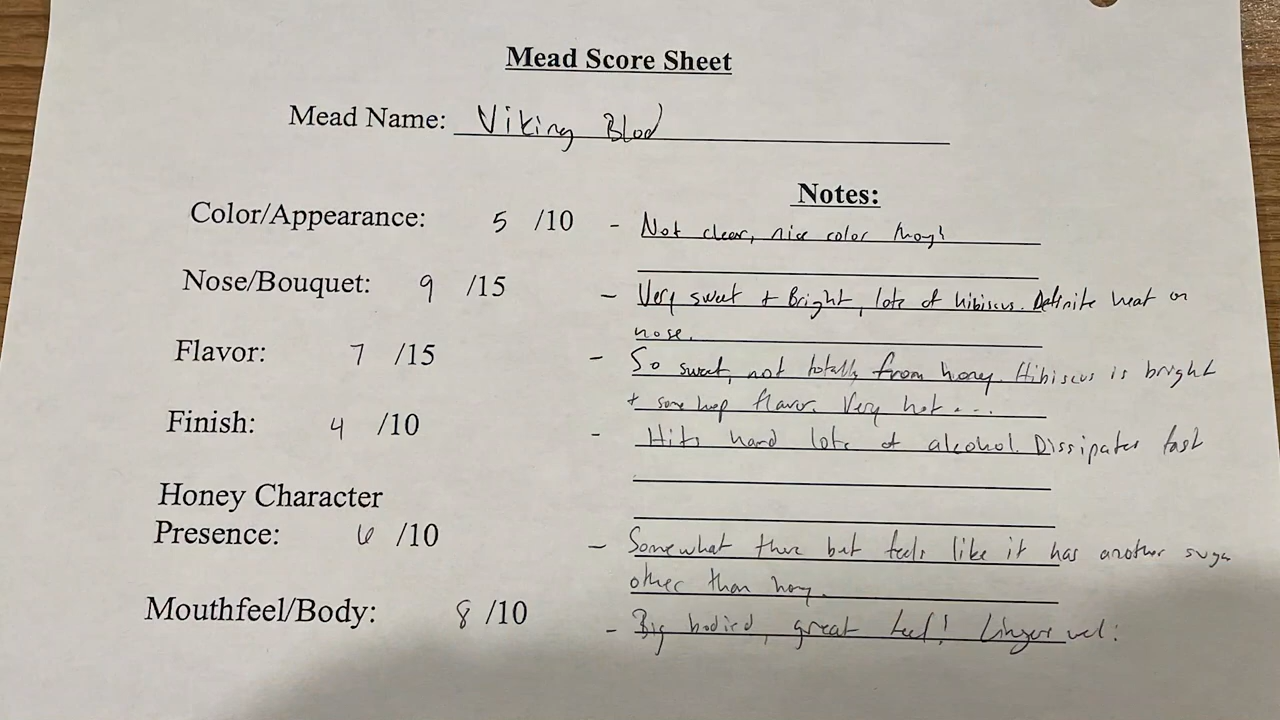 Mead Score Sheet
Mead Name: Viking Blod
Notes:
Color/Appearance: 5 /10 - Not clear, nice color
Nose/Bouquet: 9 /15 - Very sweet + Bright, lots of hibiscus. Definite heat on
nose.
Flavor: 7 /15 - So sweet, not totally from honey. Hibiscus is bright
+ some hop flavor. Very hot....
Finish: 4 /10 - Hits hard lots of alcohol. Dissipates fast
Honey Character
Presence: 6 /10 - Somewhat there but feels like it has another sugar
other than honey.
Mouthfeel/Body: 8 /10 - Big bodied, great feel! Lingers